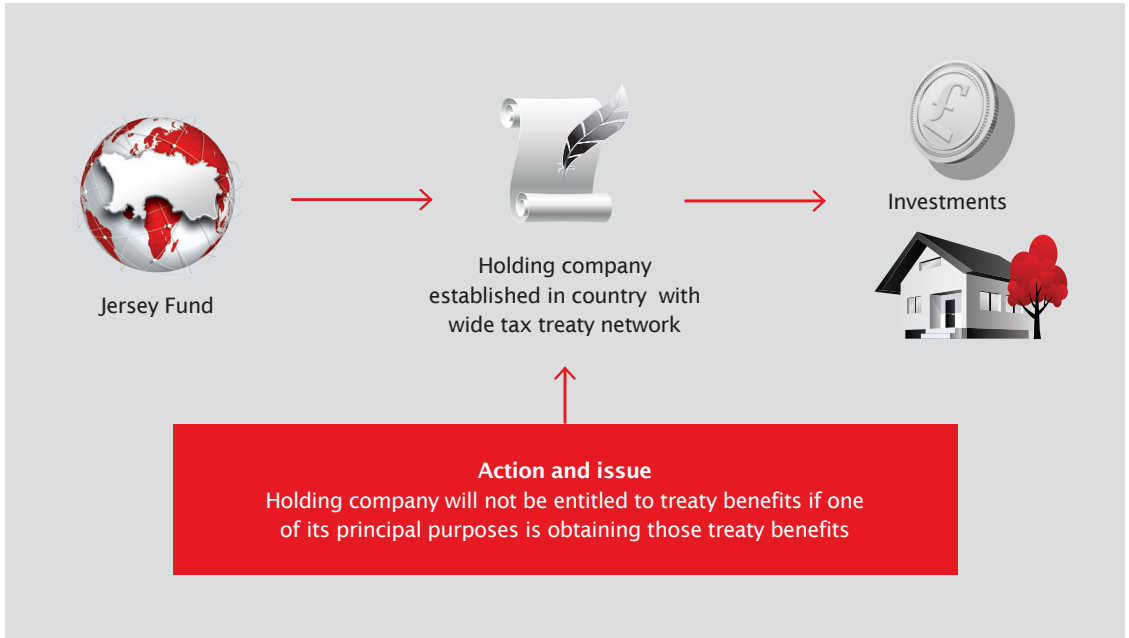 Jersey Fund
Holding company
established in country with
wide tax treaty network
£
Investments
Action and issue
Holding company will not be entitled to treaty benefits if one
of its principal purposes is obtaining those treaty benefits